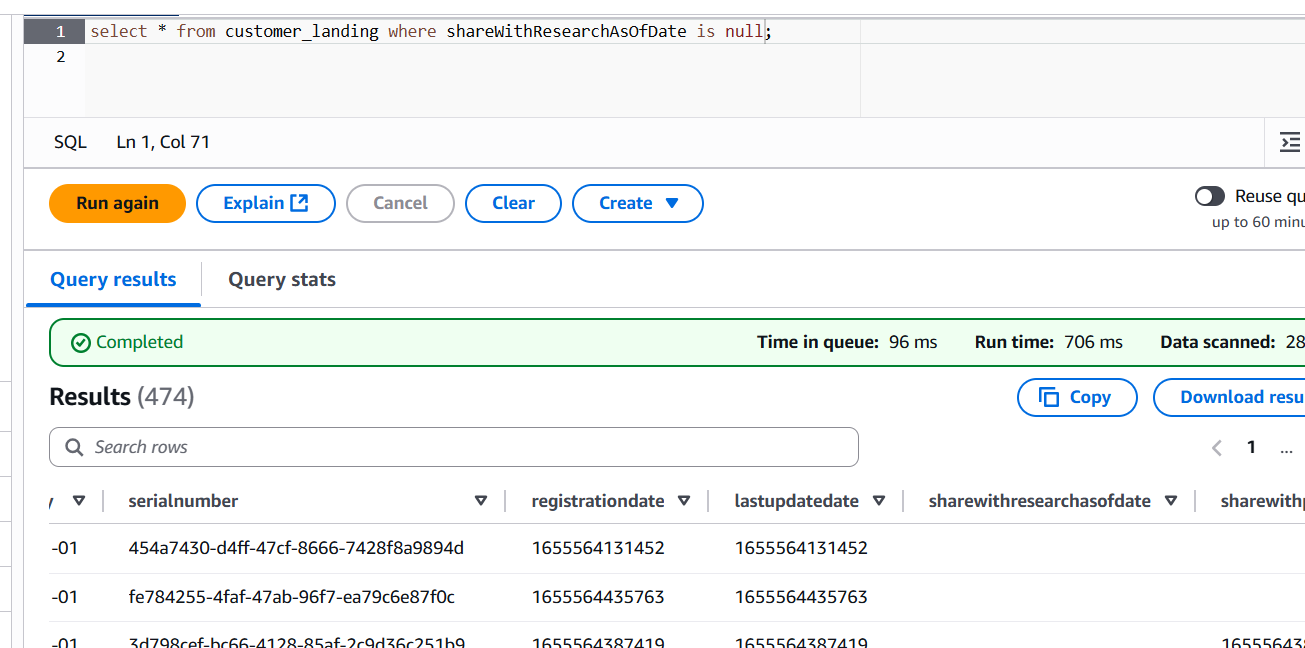 1 select * from customer_landing where shareWithResearchAsOfDate is null;
2
SQL Ln 1, Col 71
Run again Explain Cancel Clear Create Reuse qu
up to 60 minu
Query results Query stats
Completed Time in queue: 96 ms Run time: 706 ms Data scanned: 28
Results (474) Copy Download resu
Search rows 1 ...
serialnumber registrationdate lastupdatedate sharewithresearchasofdate sharewithp
-01 454a7430-d4ff-47cf-8666-7428f8a9894d 1655564131452 1655564131452
-01 fe784255-4faf-47ab-96f7-ea79c6e87f0c 1655564435763 1655564435763
-01 3d798cef-bc66-4128-85af-2c9d36c251b9 1655564387419 1655564387419 16555643